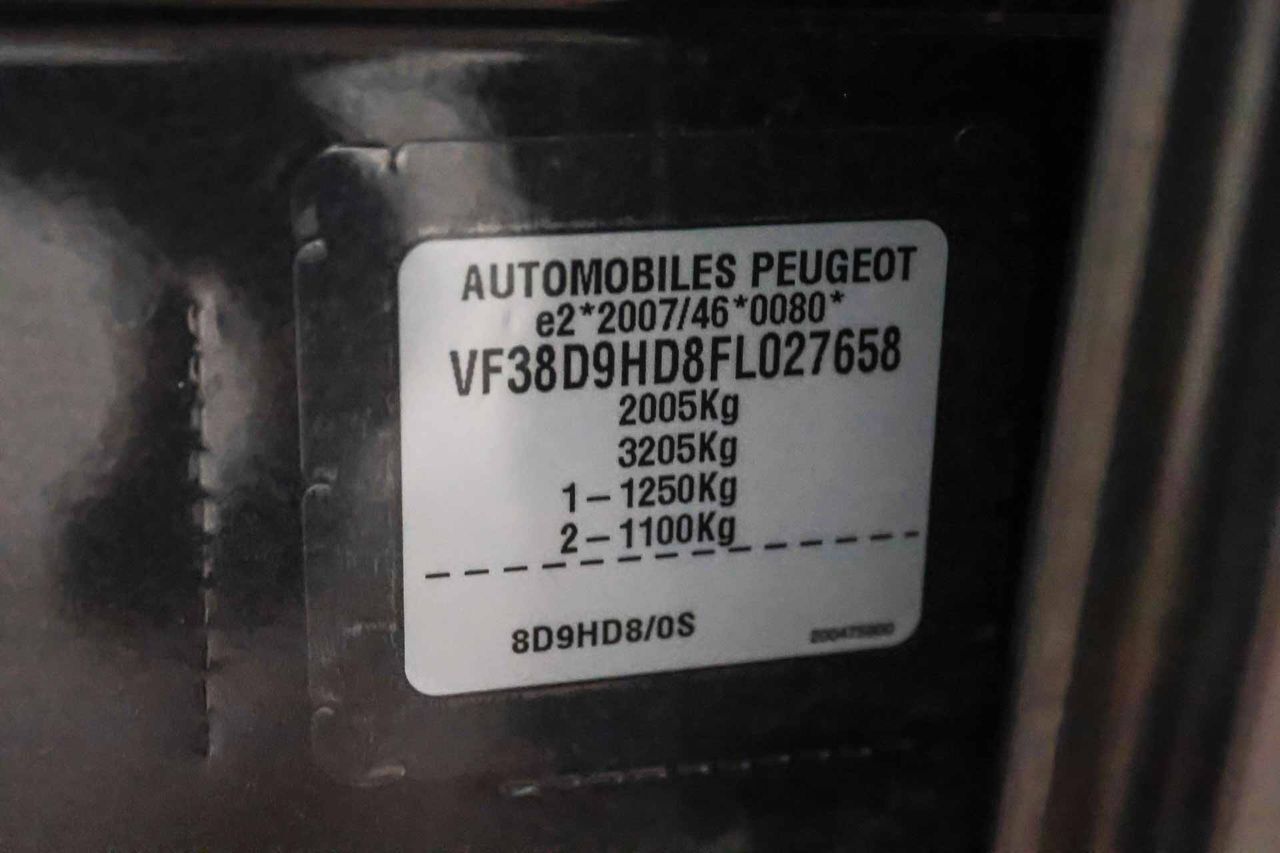 AUTOMOBILES PEUGEOT
e2*2007/46*0080*
VF38D9HD8FL027658
2005Kg
3205Kg
1-1250Kg
2-1100Kg
8D9HD8/0S